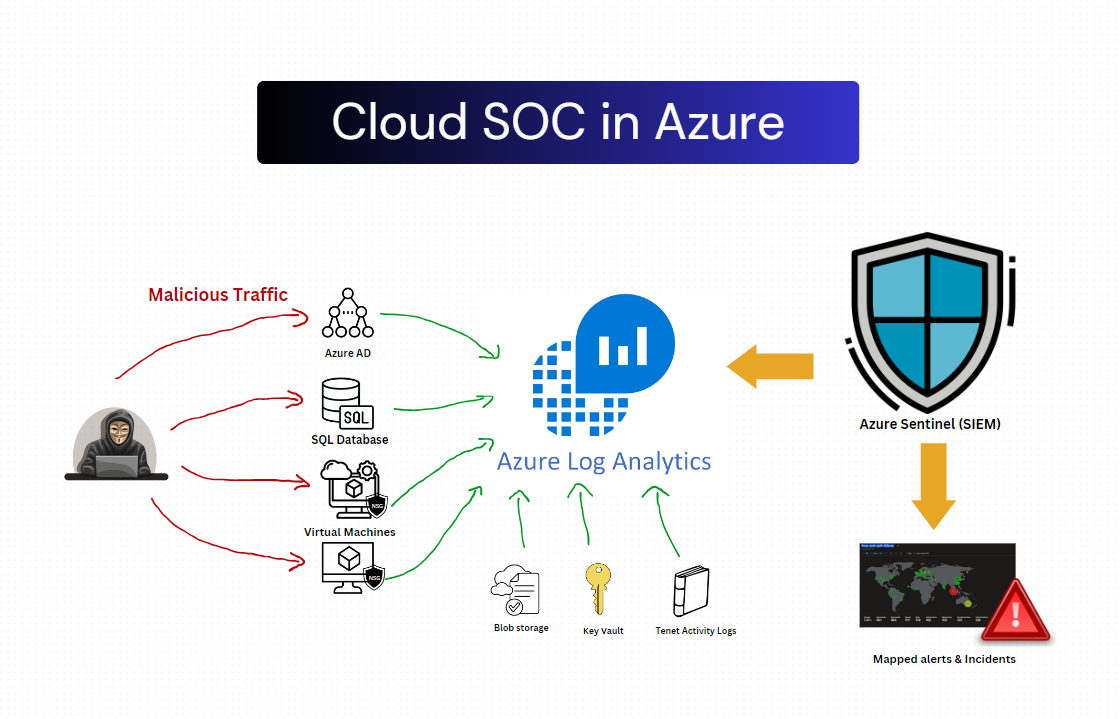 Cloud SOC in Azure
Malicious Traffic
Azure AD
SQL
SQL Database
NSG
Virtual Machines
NSG
Azure Log Analytics
Blob storage
Key Vault
Tenet Activity Logs
Azure Sentinel (SIEM)
Mapped alerts & Incidents